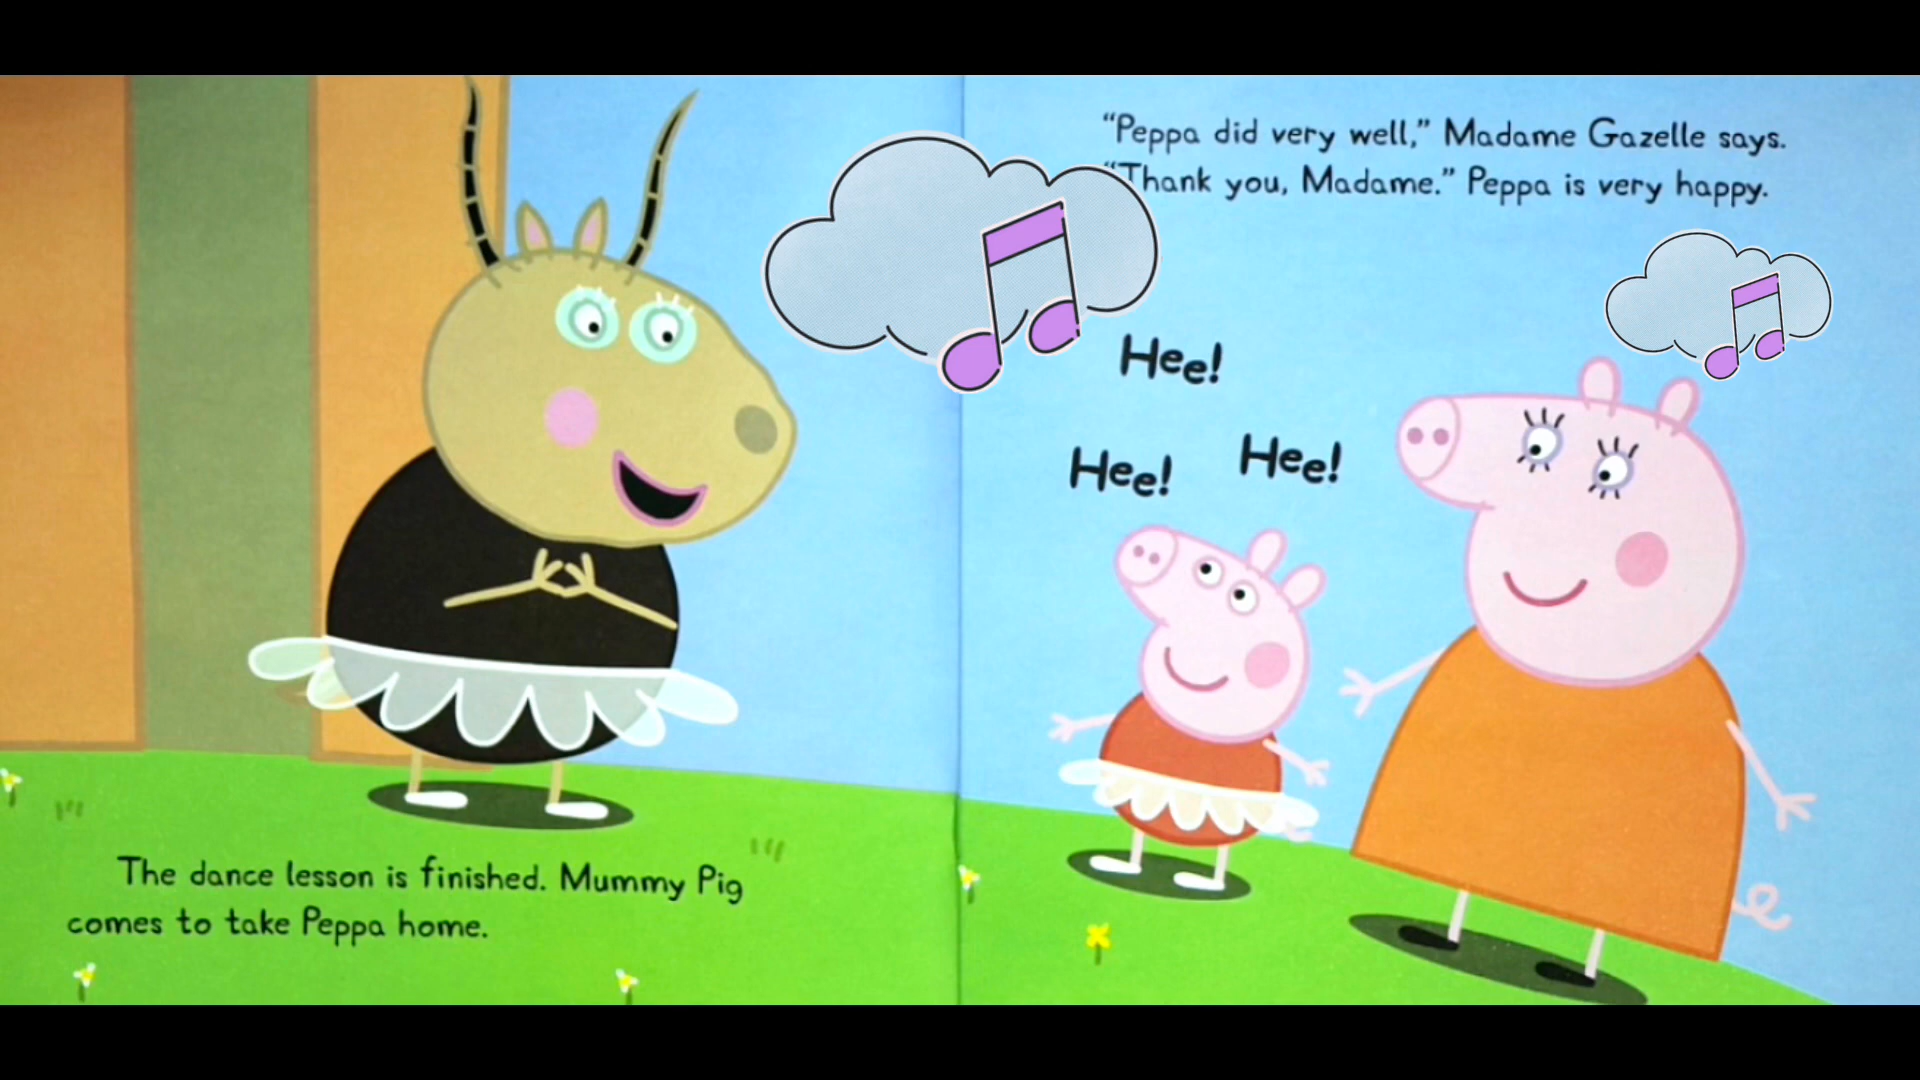 The dance lesson is finished. Mummy Pig
comes to take Peppa home.
“Peppa did very well,” Madame Gazelle says.
“Thank you, Madame.” Peppa is very happy.
Hee!
Hee!
Hee!